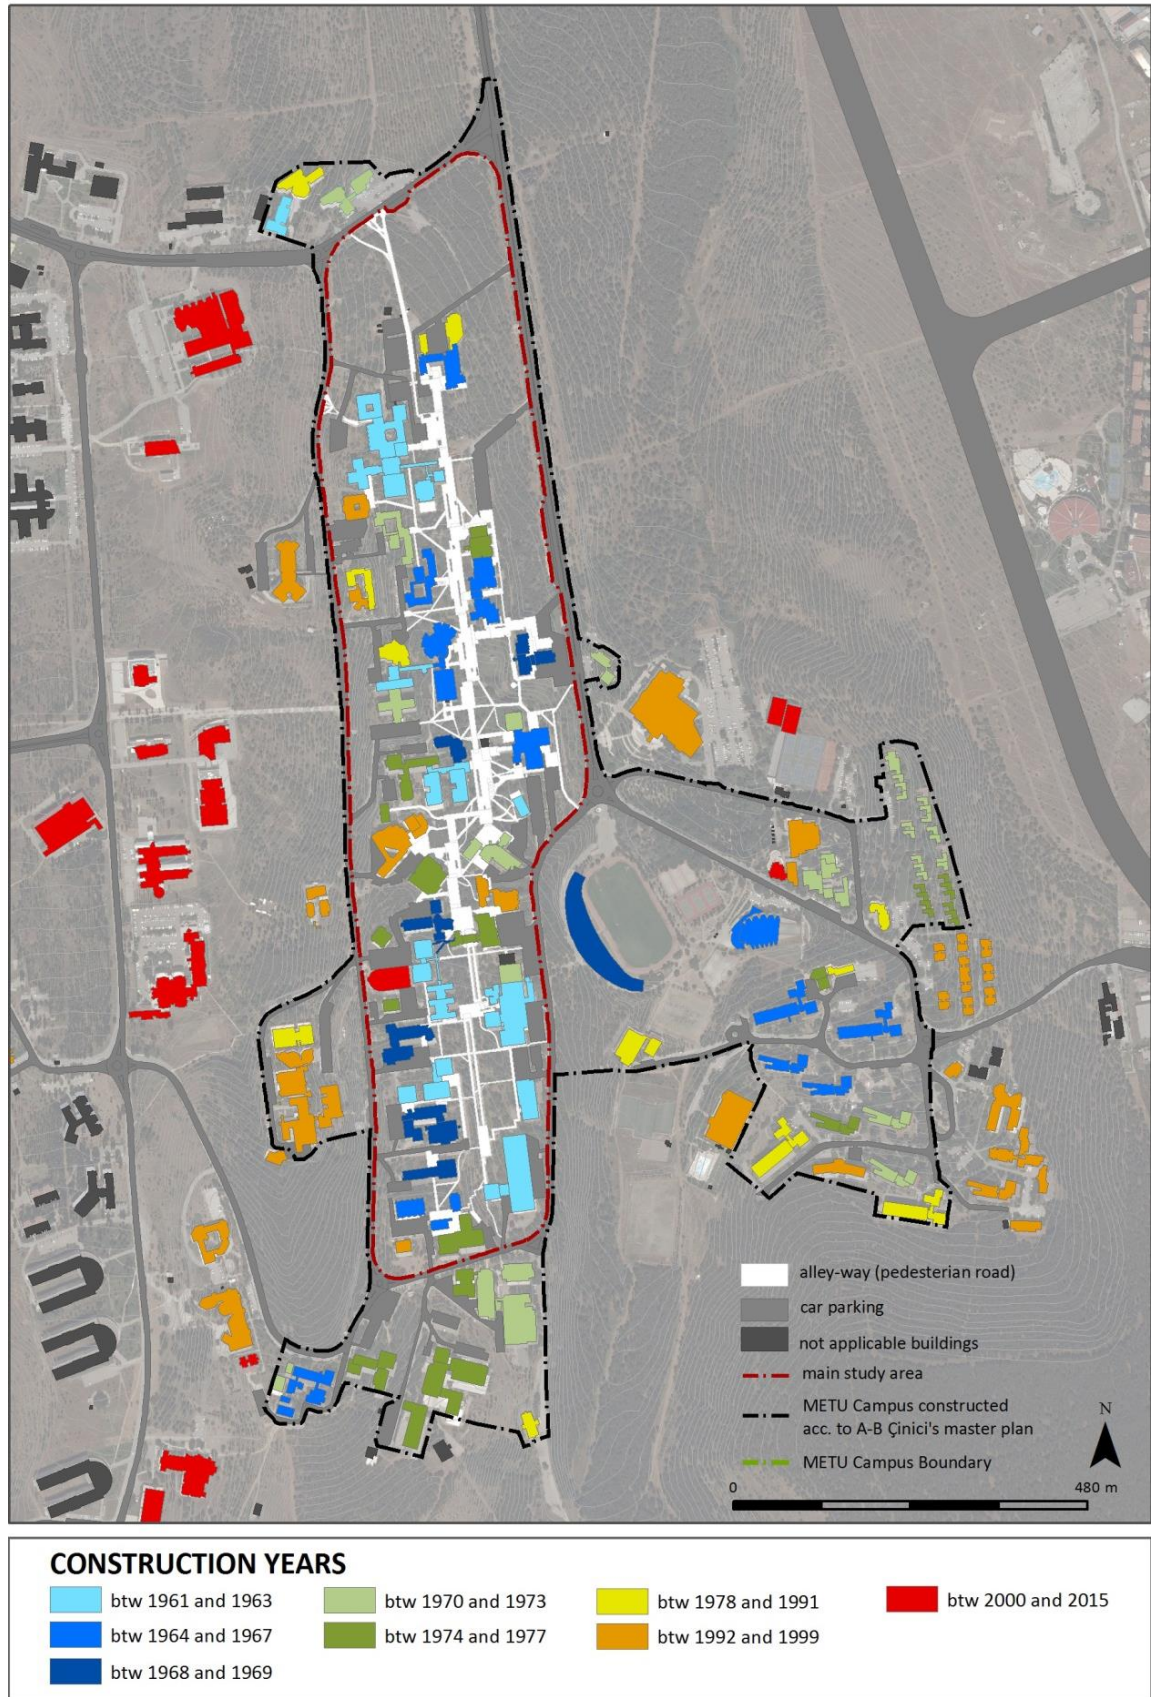 alley-way (pedesterian road)
car parking
not applicable buildings
main study area
METU Campus constructed
acc. to A-B Çinici's master plan
METU Campus Boundary
N
0 480 m
CONSTRUCTION YEARS
btw 1961 and 1963
btw 1964 and 1967
btw 1968 and 1969
btw 1970 and 1973
btw 1974 and 1977
btw 1978 and 1991
btw 1992 and 1999
btw 2000 and 2015